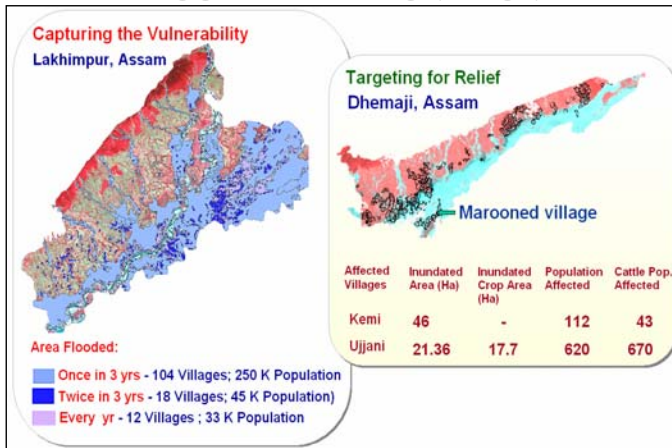 Capturing the Vulnerability
Lakhimpur, Assam
Area Flooded:
Once in 3 yrs - 104 Villages; 250 K Population
Twice in 3 yrs - 18 Villages; 45 K Population)
Every yr - 12 Villages ; 33 K Population
Targeting for Relief
Dhemaji, Assam
Marooned village
Affected Villages Inundated Area (Ha) Inundated Crop Area (Ha) Population Affected Cattle Pop. Affected
Kemi 46 - 112 43
Ujjani 21.36 17.7 620 670